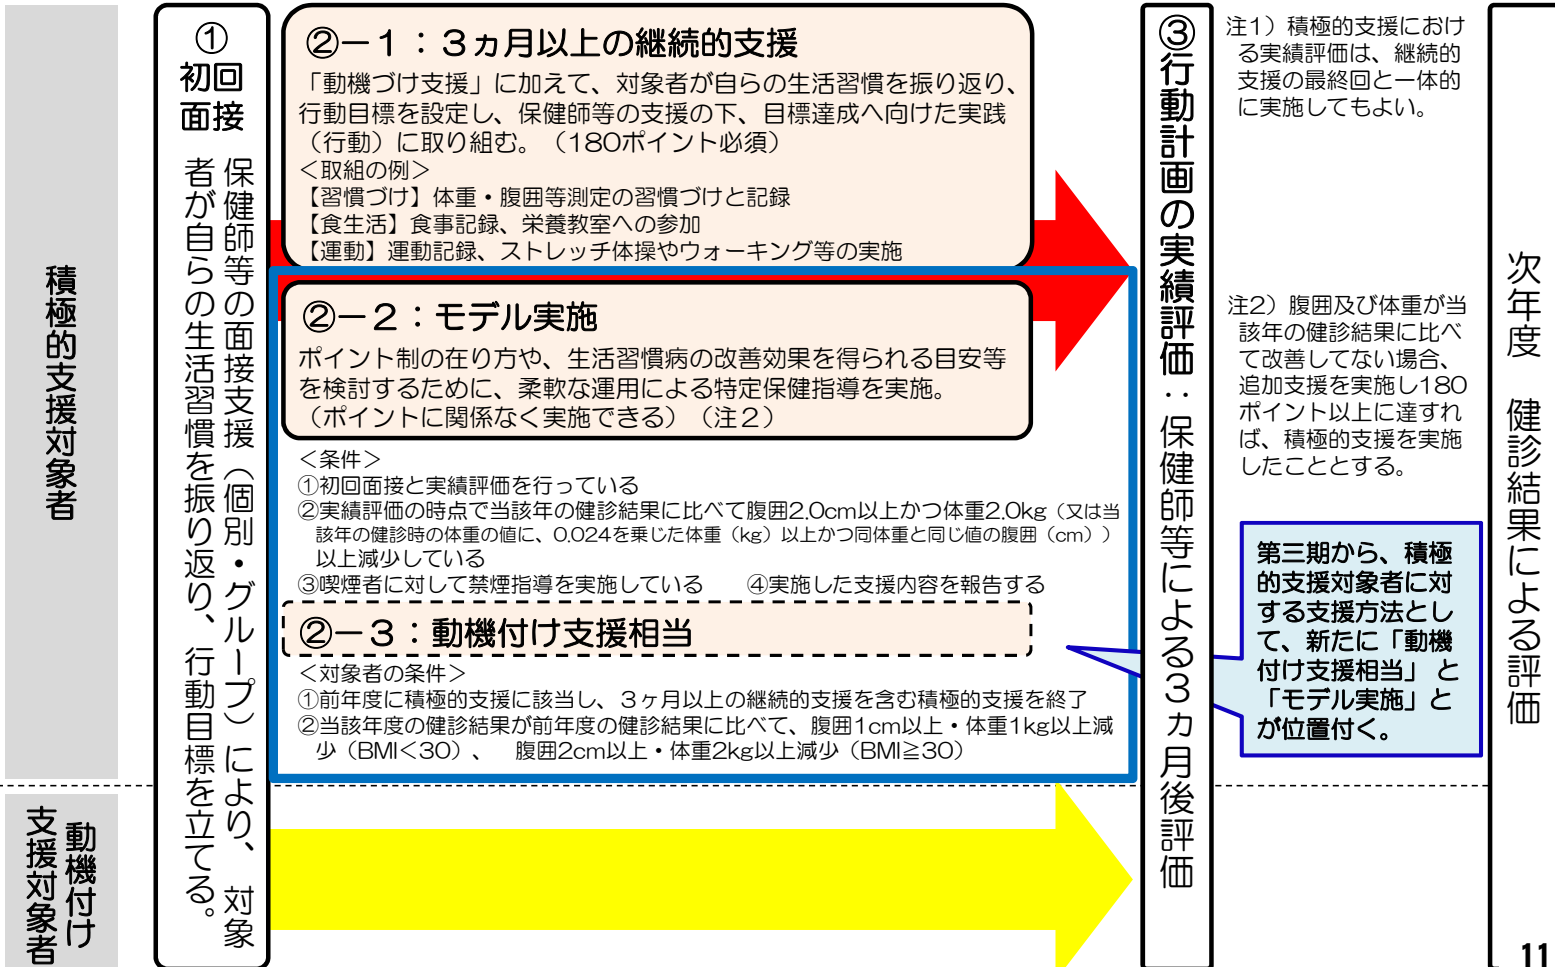 積極的支援対象者
動機付け
支援対象者
①
初回
面接
保健師等の面接支援（個別・グループ）により、対象
者が自らの生活習慣を振り返り、行動目標を立てる。
②－１：３ヵ月以上の継続的支援
「動機づけ支援」に加えて、対象者が自らの生活習慣を振り返り、
行動目標を設定し、保健師等の支援の下、目標達成へ向けた実践
（行動）に取り組む。（180ポイント必須）
＜取組の例＞
【習慣づけ】体重・腹囲等測定の習慣づけと記録
【食生活】食事記録、栄養教室への参加
【運動】運動記録、ストレッチ体操やウォーキング等の実施
②－２：モデル実施
ポイント制の在り方や、生活習慣病の改善効果を得られる目安等
を検討するために、柔軟な運用による特定保健指導を実施。
（ポイントに関係なく実施できる）（注２）
＜条件＞
①初回面接と実績評価を行っている
②実績評価の時点で当該年の健診結果に比べて腹囲2.0cm以上かつ体重2.0kg（又は当
該年の健診時の体重の値に、0.024を乗じた体重（kg）以上かつ同体重と同じ値の腹囲（cm））
以上減少している
③喫煙者に対して禁煙指導を実施している　④実施した支援内容を報告する
②－３：動機付け支援相当
＜対象者の条件＞
①前年度に積極的支援に該当し、３ヶ月以上の継続的支援を含む積極的支援を終了
②当該年度の健診結果が前年度の健診結果に比べて、腹囲1cm以上・体重1kg以上減
少（BMI＜30）、　腹囲2cm以上・体重2kg以上減少（BMI≧30）
③行動計画の実績評価：保健師等による３ヵ月後評価
注1）積極的支援におけ
る実績評価は、継続的
支援の最終回と一体的
に実施してもよい。
注2）腹囲及び体重が当
該年の健診結果に比べ
て改善してない場合、
追加支援を実施し180
ポイント以上に達すれ
ば、積極的支援を実施
したこととする。
第三期から、積極
的支援対象者に対
する支援方法とし
て、新たに「動機
付け支援相当」と
「モデル実施」と
が位置付く。
次年度　健診結果による評価
11